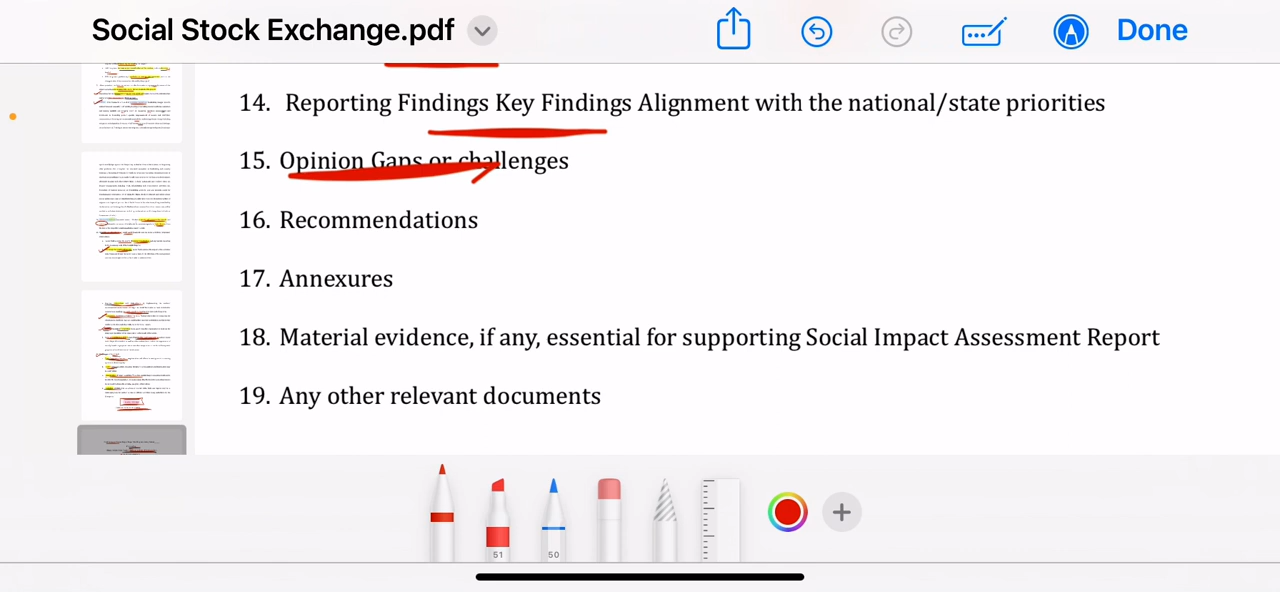 Social Stock Exchange.pdf
Done
14. Reporting Findings Key Findings Alignment with the national/state priorities
15. Opinion Gaps or challenges
16. Recommendations
17. Annexures
18. Material evidence, if any, essential for supporting Social Impact Assessment Report
19. Any other relevant documents
51
50